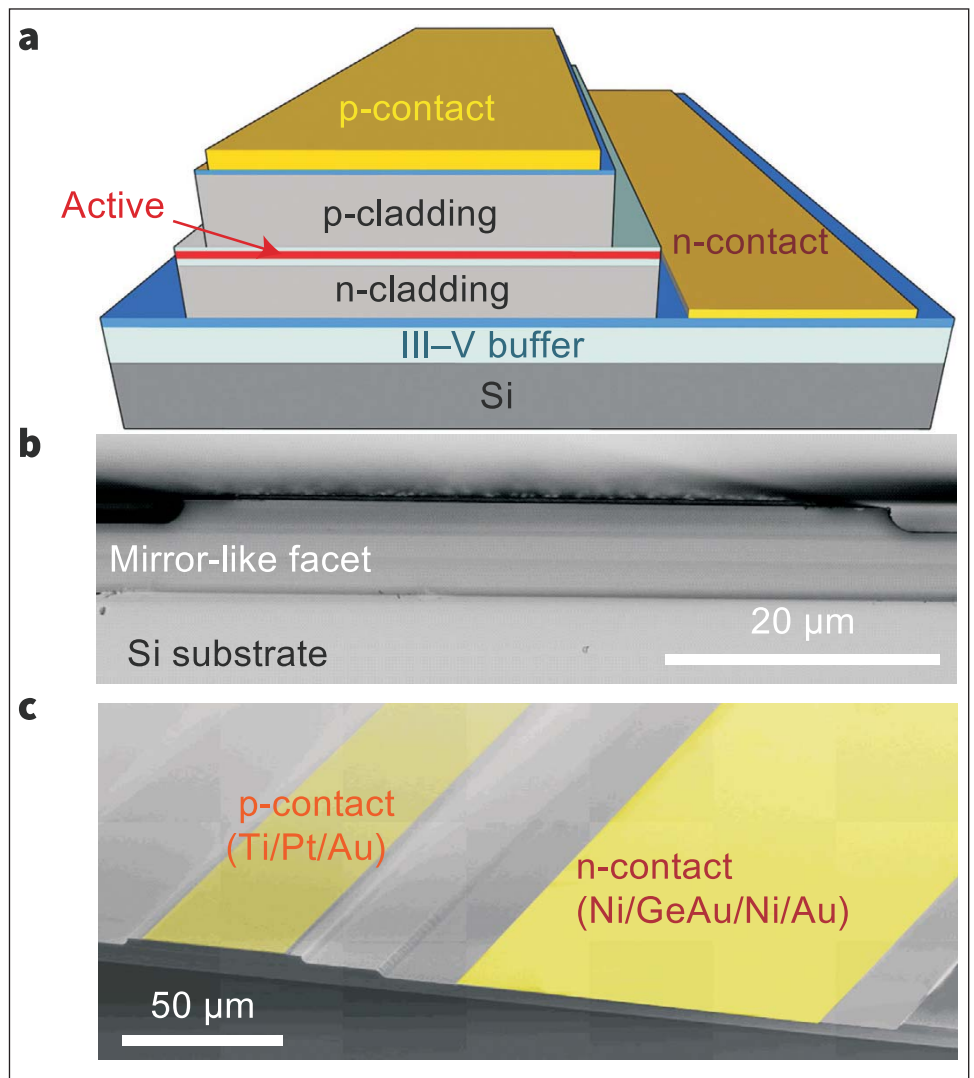 a
p-contact
Active
p-cladding
n-contact
n-cladding
III–V buffer
Si
b
Mirror-like facet
20 μm
Si substrate
c
p-contact
(Ti/Pt/Au)
n-contact
(Ni/GeAu/Ni/Au)
50 μm